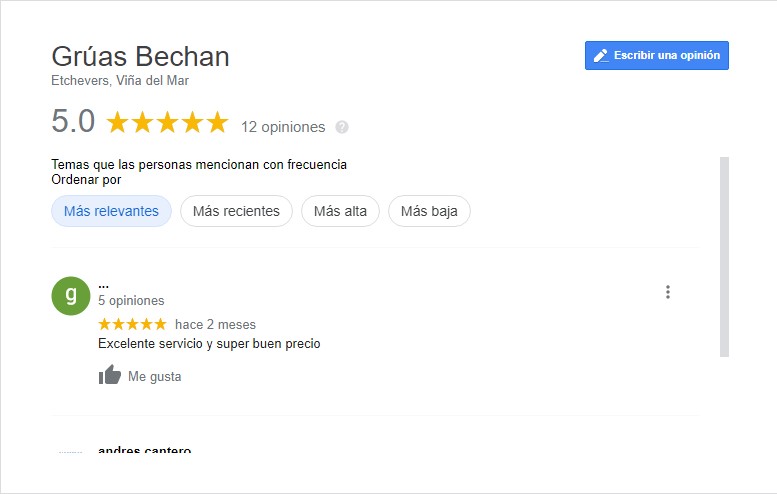 Grúas Bechan
Escribir una opinión
Etchevers, Viña del Mar
5.0 12 opiniones ?
Temas que las personas mencionan con frecuencia
Ordenar por
Más relevantes Más recientes Más alta Más baja
g
...
5 opiniones
hace 2 meses
Excelente servicio y super buen precio
Me gusta
andres cantero